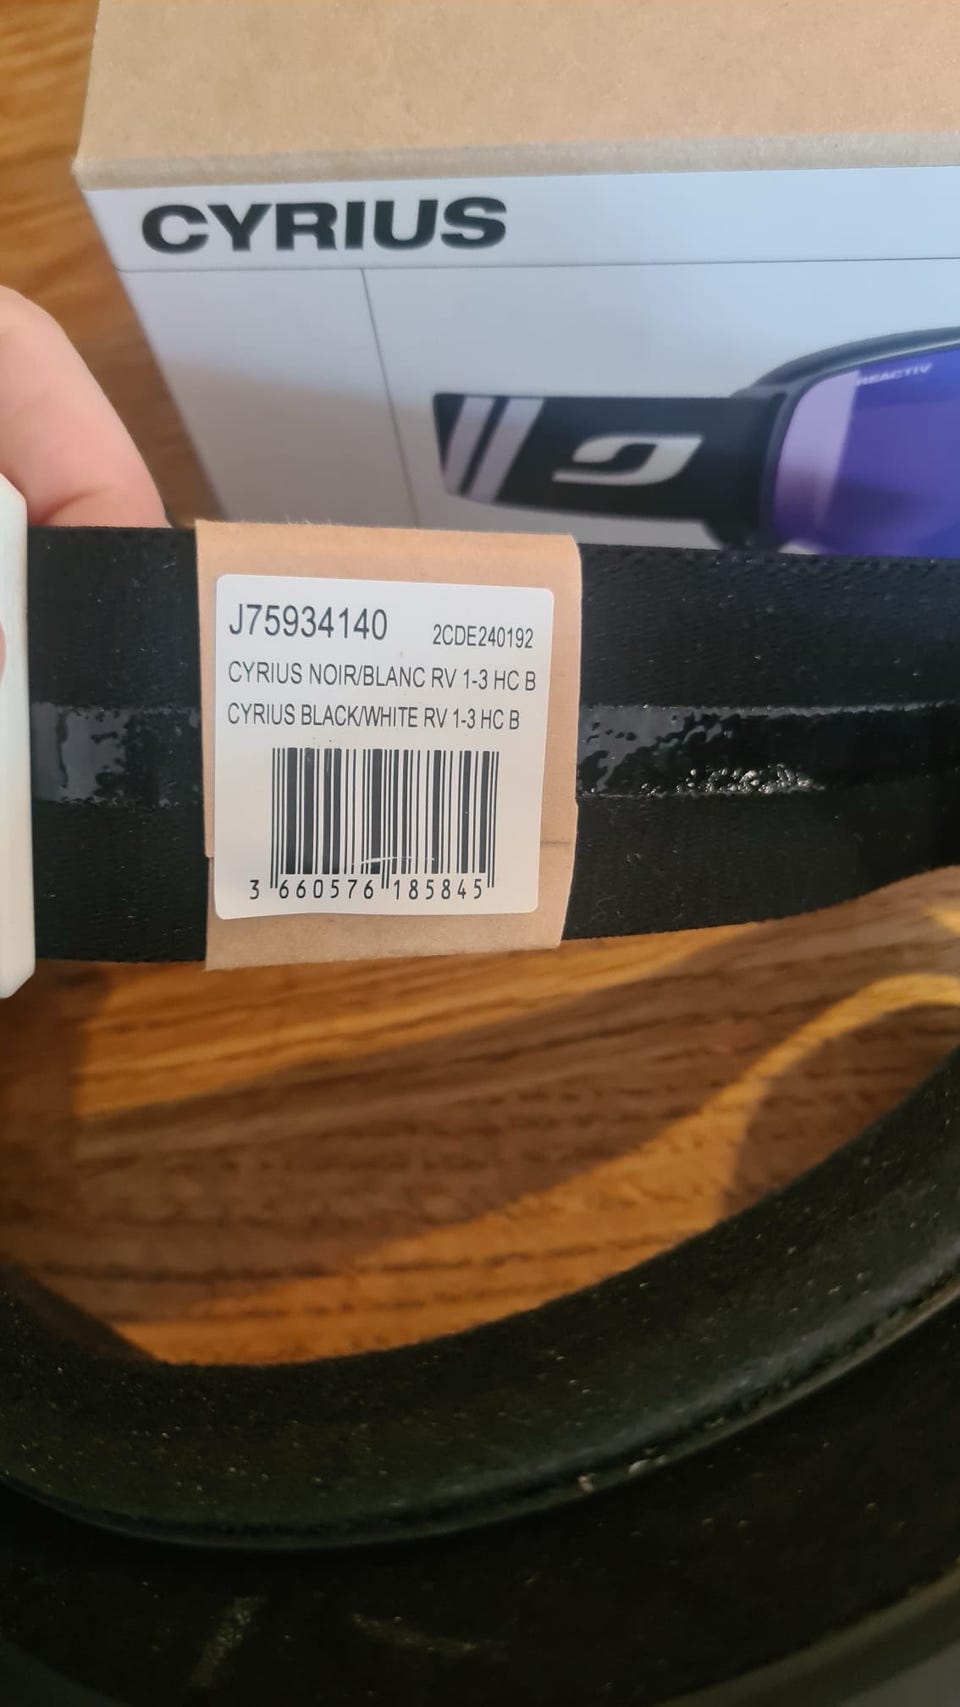 CYRIUS
REACTIV
J75934140 2CDE240192
CYRIUS NOIR/BLANC RV 1-3 HC B
CYRIUS BLACK/WHITE RV 1-3 HC B
3 660576 185845